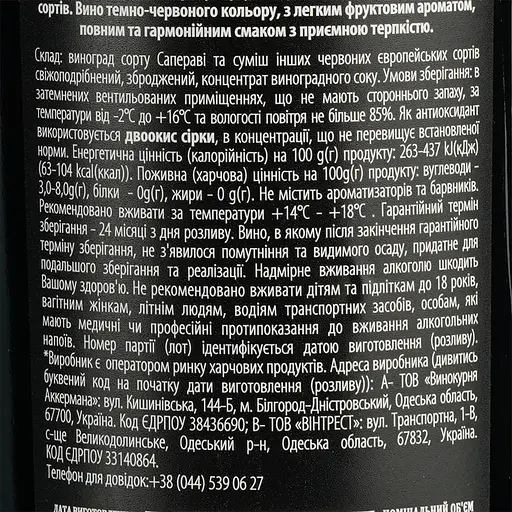 сортів. Вино темно-червоного кольору, з легким фруктовим ароматом,
повним та гармонійним смаком з приємною терпкістю.
Склад: виноград сорту Сапераві та суміш інших червоних європейських сортів
свіжоподрібнений, зброджений, концентрат виноградного соку. Умови зберігання: в
затемнених вентильованих приміщеннях, що не мають стороннього запаху, за
температури від -2°С до +16°С та вологості повітря не більше 85%. Як антиоксидант
використовується двоокис сірки, в концентрації, що не перевищує встановленої
норми. Енергетична цінність (калорійність) на 100 g(г) продукту: 263-437 kJ(кДж)
(63-104 kcal(ккал)). Поживна (харчова) цінність на 100g(г) продукту: вуглеводи -
3,0-8,0g(г), білки - 0g(г), жири - 0 g(г). Не містить ароматизаторів та барвників.
Рекомендовано вживати за температури +14°С - +18°С . Гарантійний термін
зберігання - 24 місяці з дня розливу. Вино, в якому після закінчення гарантійного
терміну зберігання, не з'явилося помутніння та видимого осаду, придатне для
подальшого зберігання та реалізації. Надмірне вживання алкоголю шкодить
Вашому здоров'ю. Не рекомендовано вживати дітям та підліткам до 18 років,
вагітним жінкам, літнім людям, водіям транспортних засобів, особам, які
мають медичні чи професійні протипоказання до вживання алкогольних
напоїв. Номер партії (лот) ідентифікується датою виготовлення (розливу).
*Виробник є оператором ринку харчових продуктів. Адреса виробника (дивитись
буквений код на початку дати виготовлення (розливу)): А- ТОВ «Винокурня
Аккермана»: вул. Кишинівська, 144-Б, м. Білгород-Дністровський, Одеська область,
67700, Україна. Код ЄДРПОУ 38436690; В- ТОВ «ВІНТРЕСТ»: вул. Транспортна, 1-В,
с-ще Великодолинське, Одеський р-н, Одеська область, 67832, Україна.
КОД ЄДРПОУ 33140864.
Телефон для довідок:+38 (044) 539 06 27
ДАТА ВИГОТОВЛЕННЯ НОМІНАЛЬНИЙ ОБ'ЄМ